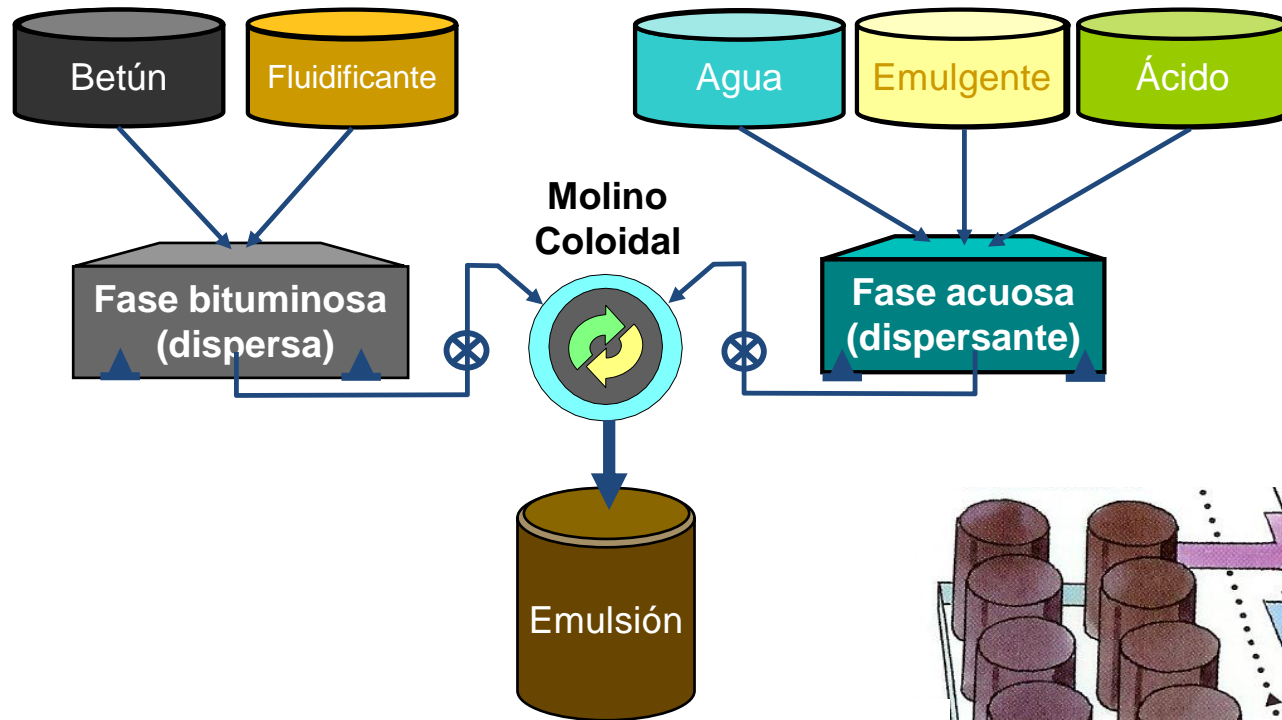 Betún
Fluidificante
Agua
Emulgente
Ácido
Molino
Coloidal
Fase bituminosa
(dispersa)
Fase acuosa
(dispersante)
Emulsión